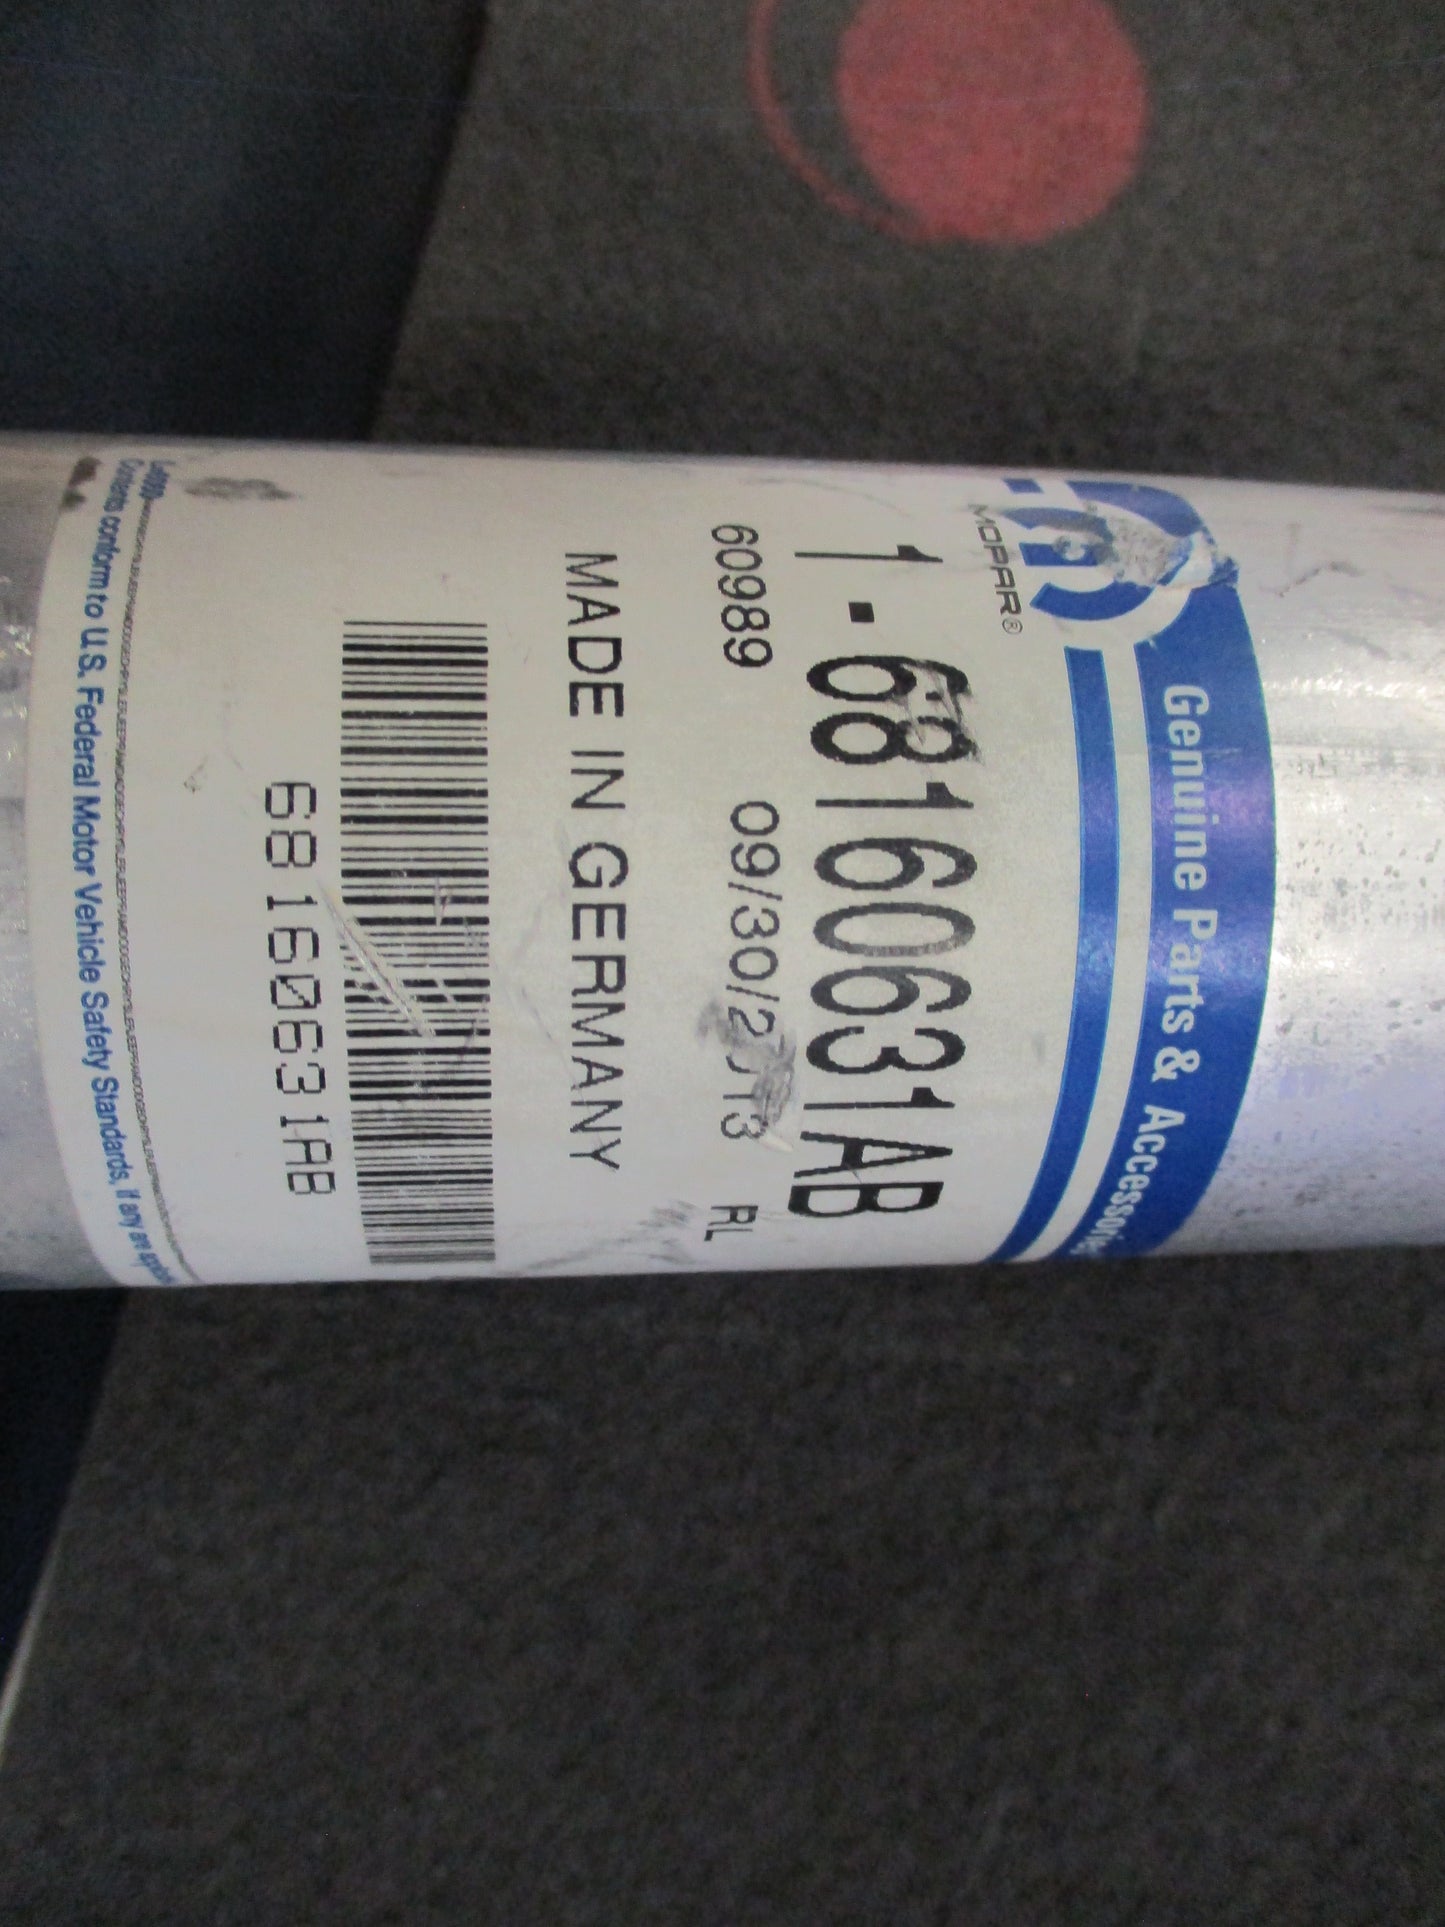 Genuine Parts & Accessories
MOPAR®
1-68160631AB
60989 09/30/2013 RL
MADE IN GERMANY
68160631AB
Contents conform to U.S. Federal Motor Vehicle Safety Standards, if any are